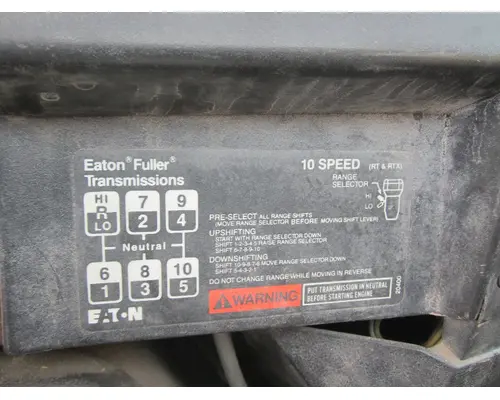 Eaton® Fuller®
Transmissions
10 SPEED (RT & RTX)
RANGE
SELECTOR
HI
LO
HI 7 9
R 2 4
LO
Neutral
6 8 10
1 3 5
EATON
PRE-SELECT ALL RANGE SHIFTS
(MOVE RANGE SELECTOR BEFORE MOVING SHIFT LEVER)
UPSHIFTING
START WITH RANGE SELECTOR DOWN
SHIFT 1-2-3-4-5 RAISE RANGE SELECTOR
SHIFT 6-7-8-9-10
DOWNSHIFTING
SHIFT 10-9-8-7-6 MOVE RANGE SELECTOR DOWN
SHIFT 5-4-3-2-1
DO NOT CHANGE RANGE WHILE MOVING IN REVERSE
WARNING
PUT TRANSMISSION IN NEUTRAL
BEFORE STARTING ENGINE
20400